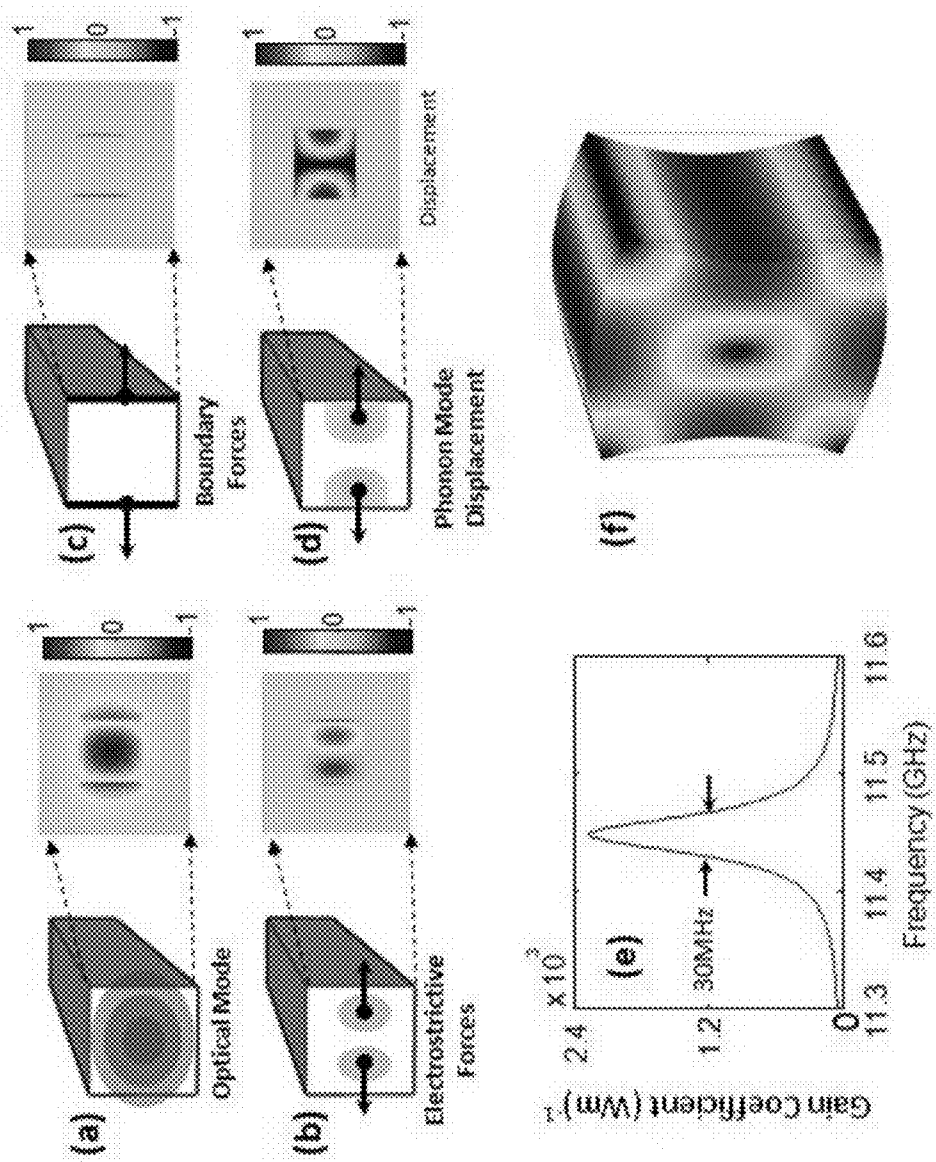 (a)
Optical Mode
1
0
-1
(b)
Electrostrictive
Forces
1
0
-1
(c)
Boundary
Forces
1
0
-1
(d)
Phonon Mode
Displacement
1
0
-1
Displacement
(e)
x 10³
2.4
1.2
0
30MHz
11.3
11.4
11.5
11.6
Frequency (GHz)
Gain Coefficient (Wm)⁻¹
(f)